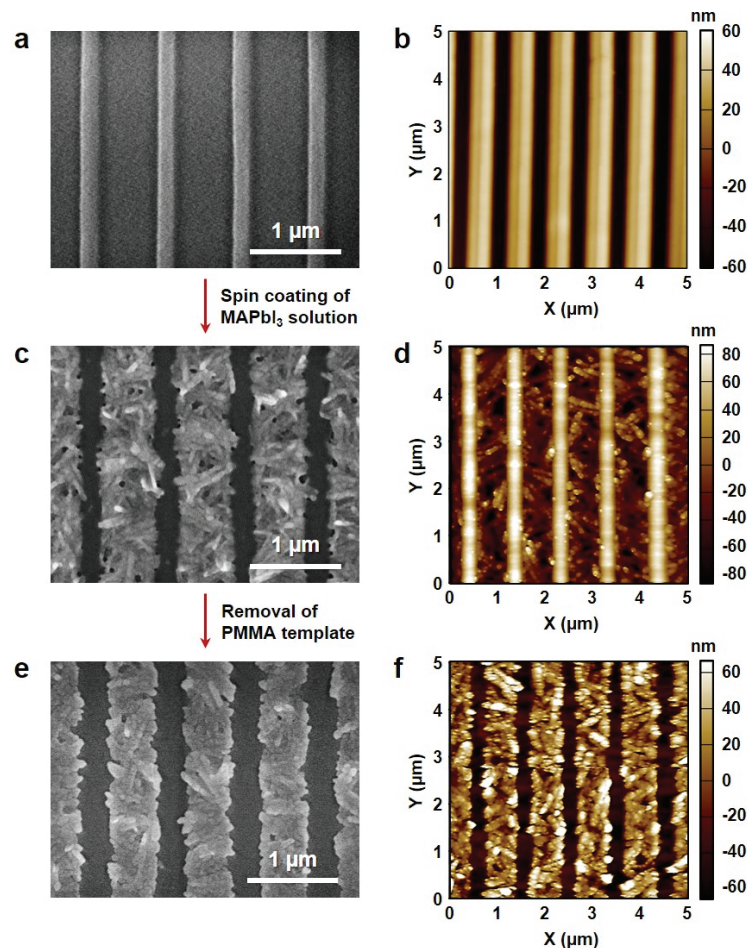 a
1 µm
b
Y (µm)
5
4
3
2
1
0
0 1 2 3 4 5
X (µm)
nm
60
40
20
0
-20
-40
-60
Spin coating of
MAPbI₃ solution
c
1 µm
d
Y (µm)
5
4
3
2
1
0
0 1 2 3 4 5
X (µm)
nm
80
60
40
20
0
-20
-40
-60
-80
Removal of
PMMA template
e
1 µm
f
Y (µm)
5
4
3
2
1
0
0 1 2 3 4 5
X (µm)
nm
60
40
20
0
-20
-40
-60